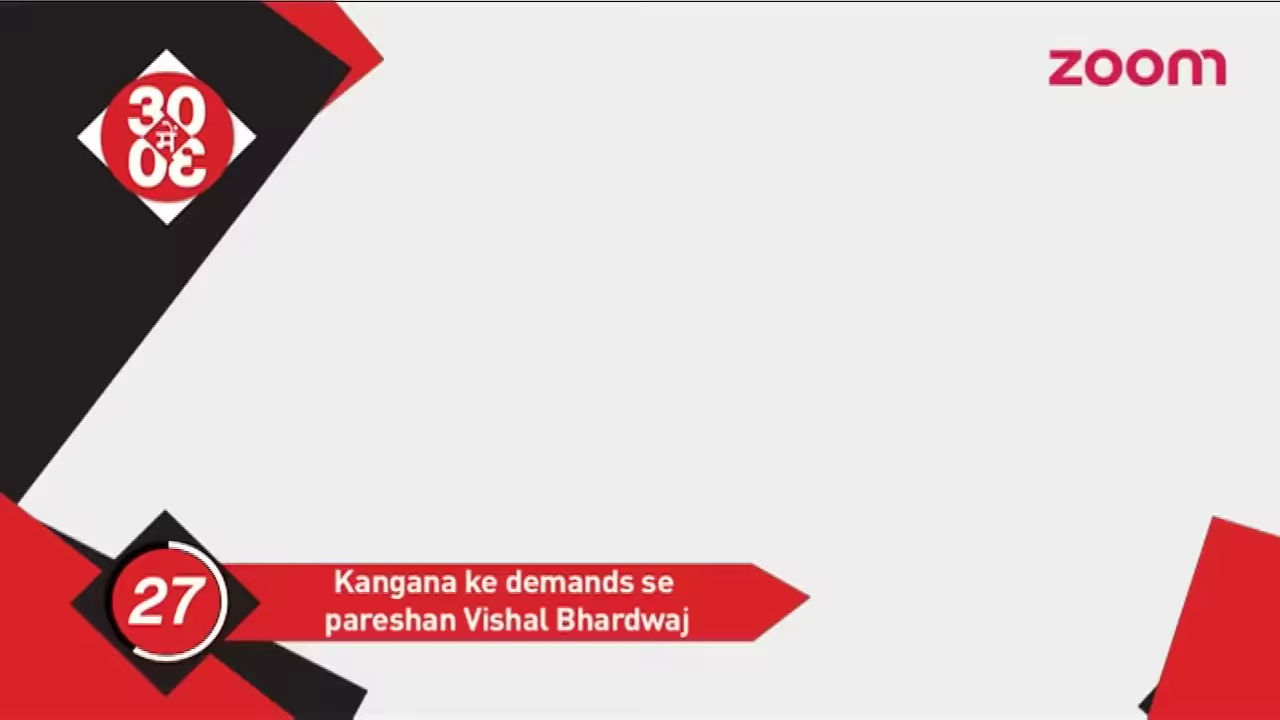 zoom
30
में
30
27
Kangana ke demands se
pareshan Vishal Bhardwaj